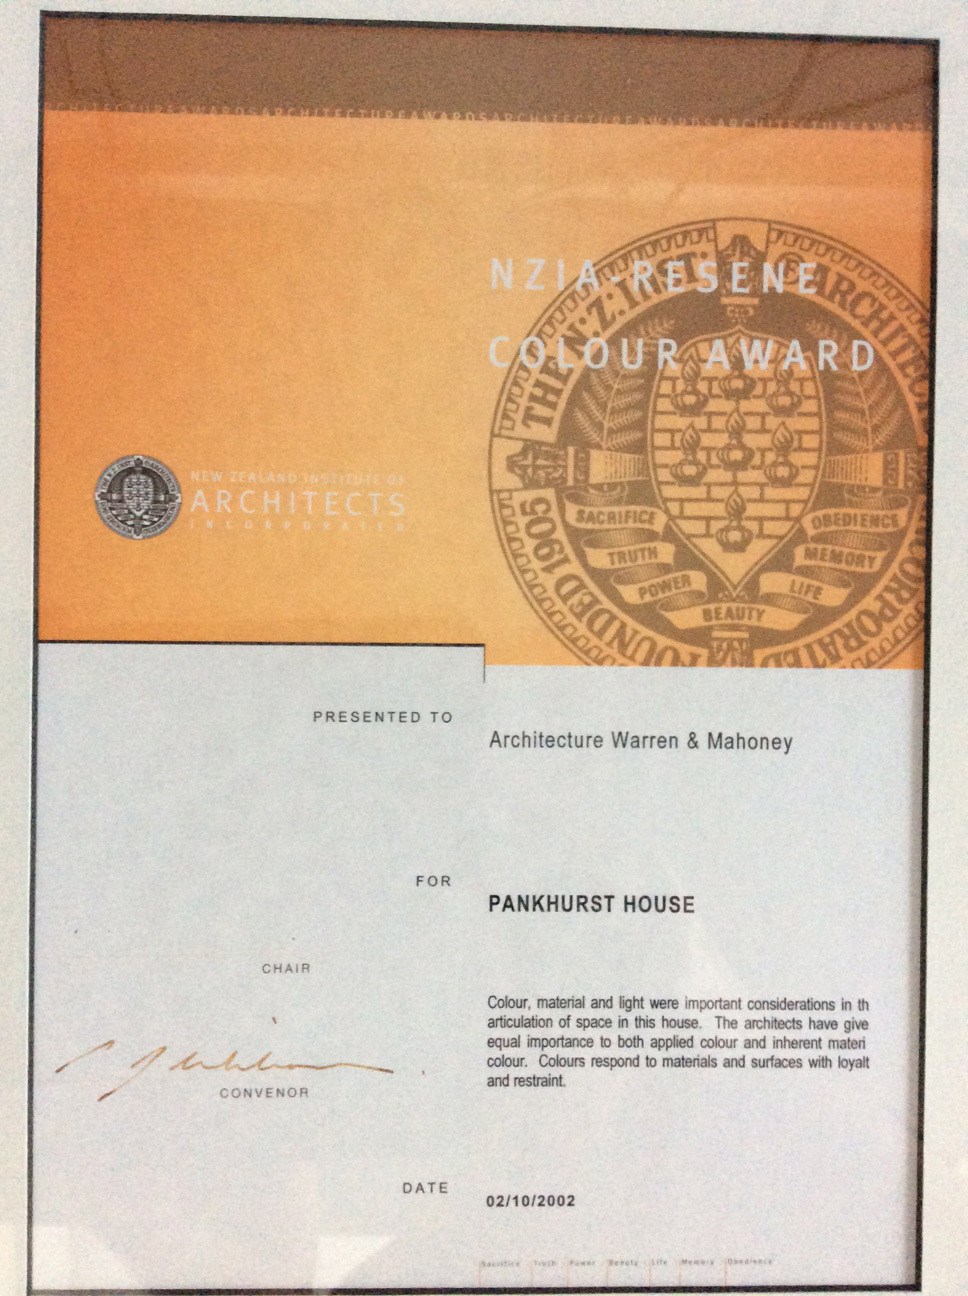 ARCHITECTUREAWARDSARCHITECTUREAWARDSARCHITECTUREAWARDSARCHITECTUREAWARDS
NZIA-RESENE
COLOUR AWARD
THE N:Z: INST: OF ARCHITECT
INCORPORATED
FOUNDED 1905
SACRIFICE
TRUTH
POWER
BEAUTY
LIFE
MEMORY
OBEDIENCE
NEW ZEALAND INSTITUTE OF
ARCHITECTS
INCORPORATED
PRESENTED TO
Architecture Warren & Mahoney
FOR
PANKHURST HOUSE
CHAIR
Colour, material and light were important considerations in th
articulation of space in this house. The architects have give
equal importance to both applied colour and inherent materi
colour. Colours respond to materials and surfaces with loyalt
and restraint.
CONVENOR
DATE
02/10/2002
Sacrifice Truth Power Beauty Life Memory Obedience